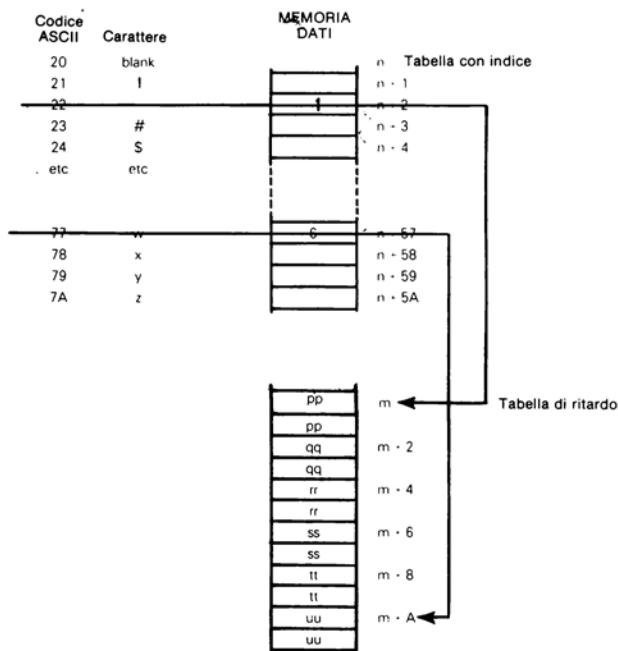 Codice ASCII Carattere MEMORIA DATI
20 blank n Tabella con indice
21 ! n - 1
22 1 n - 2
23 # n - 3
24 $ n - 4
etc etc
77 w 6 n - 57
78 x n - 58
79 y n - 59
7A z n - 5A
pp m Tabella di ritardo
pp
qq m - 2
qq
rr m - 4
rr
ss m - 6
ss
tt m - 8
tt
uu m - A
uu